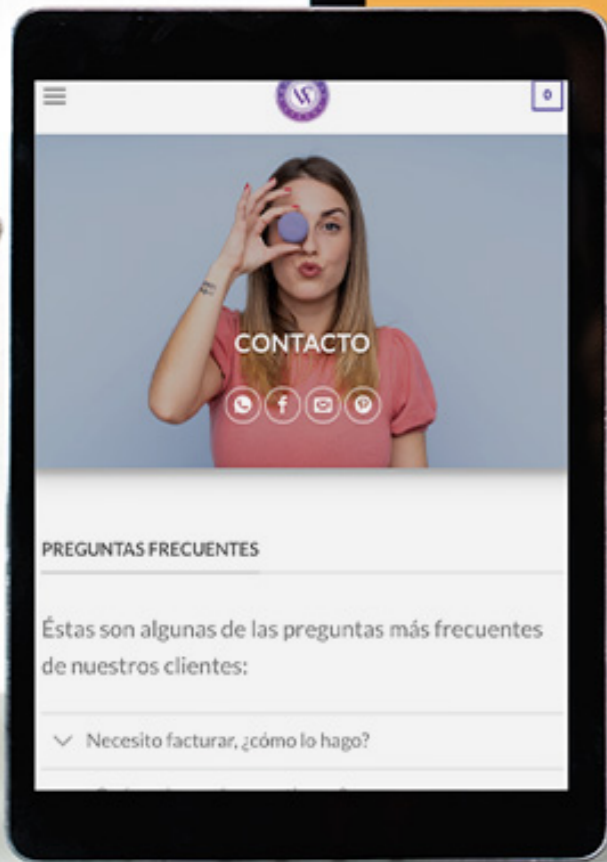 0
CONTACTO
PREGUNTAS FRECUENTES
Éstas son algunas de las preguntas más frecuentes
de nuestros clientes:
Necesito facturar, ¿cómo lo hago?